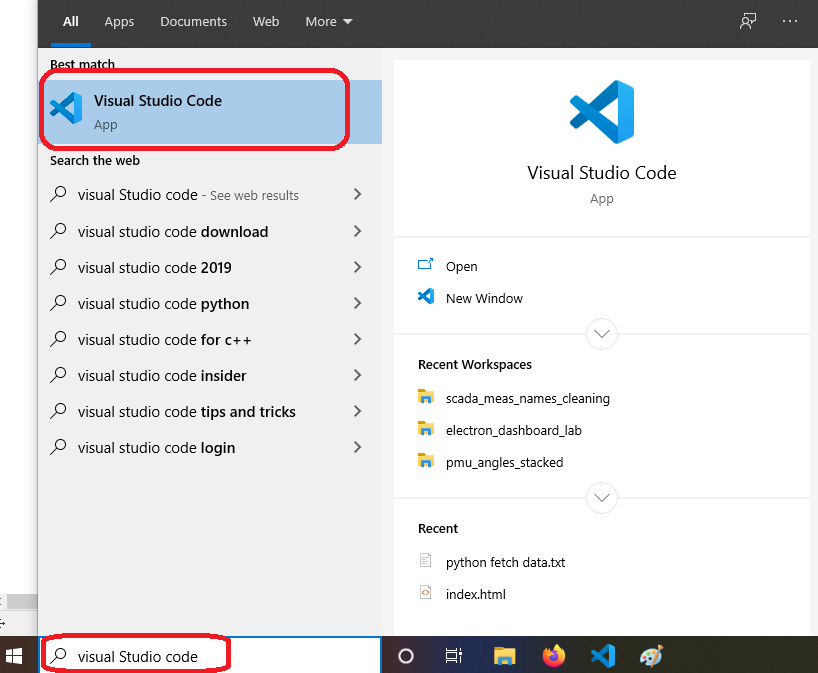 All Apps Documents Web More
Best match
Visual Studio Code
App
Search the web
visual Studio code - See web results
visual studio code download
visual studio code 2019
visual studio code python
visual studio code for c++
visual studio code insider
visual studio code tips and tricks
visual studio code login
Visual Studio Code
App
Open
New Window
Recent Workspaces
scada_meas_names_cleaning
electron_dashboard_lab
pmu_angles_stacked
Recent
python fetch data.txt
index.html
visual Studio code